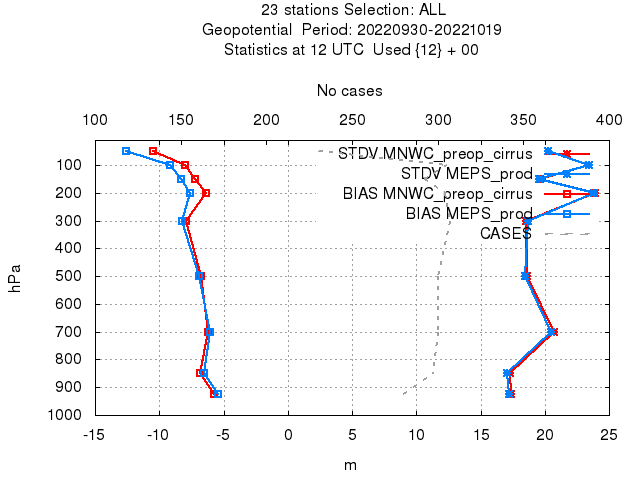 23 stations Selection: ALL
Geopotential  Period: 20220930-20221019
Statistics at 12 UTC  Used {12} + 00
No cases
100 150 200 250 300 350 400
STDV MNWC_preop_cirrus
STDV MEPS_prod
BIAS MNWC_preop_cirrus
BIAS MEPS_prod
CASES
hPa
100
200
300
400
500
600
700
800
900
1000
-15 -10 -5 0 5 10 15 20 25
m